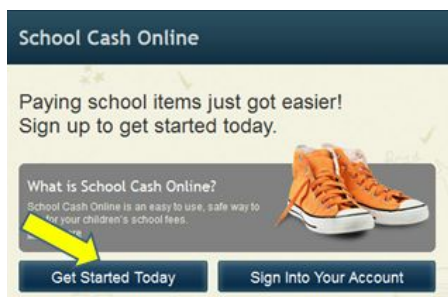 School Cash Online
Paying school items just got easier!
Sign up to get started today.
What is School Cash Online?
School Cash Online is an easy to use, safe way to
for your children's school fees.
Get Started Today
Sign Into Your Account